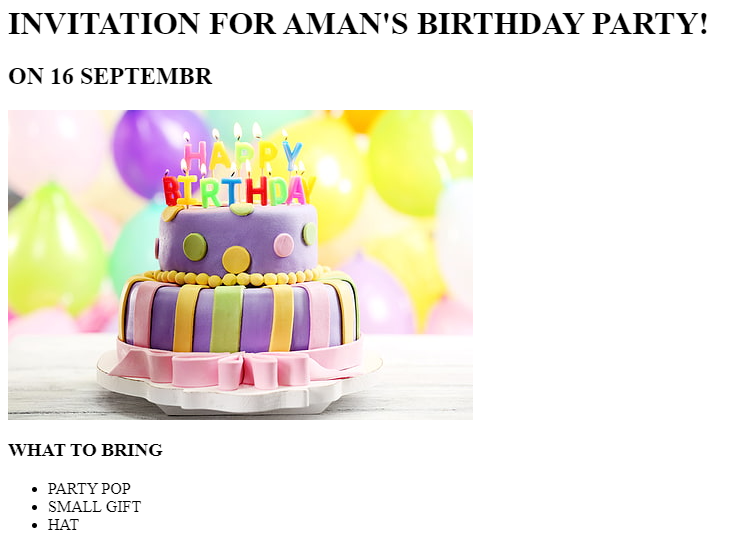 INVITATION FOR AMAN'S BIRTHDAY PARTY!
ON 16 SEPTEMBR
HAPPY
BIRTHDAY
WHAT TO BRING
PARTY POP
SMALL GIFT
HAT